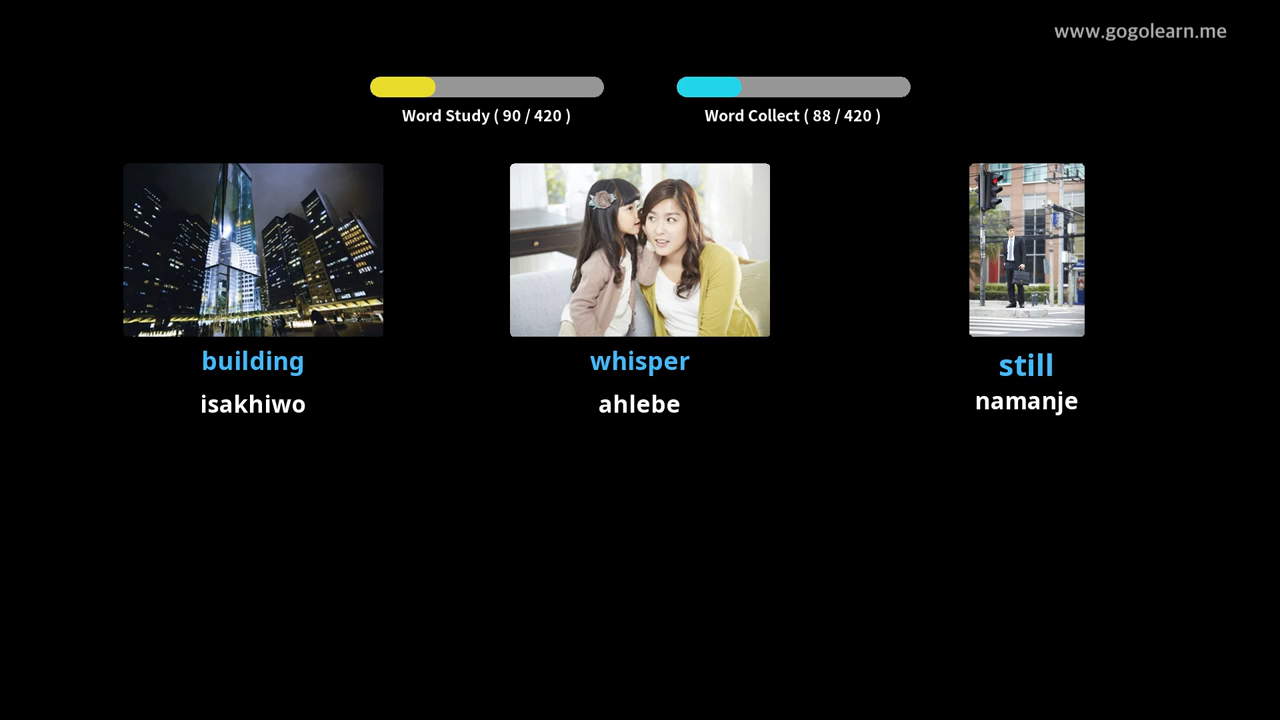 www.gogolearn.me
Word Study ( 90 / 420 )
Word Collect ( 88 / 420 )
building
isakhiwo
whisper
ahlebe
still
namanje